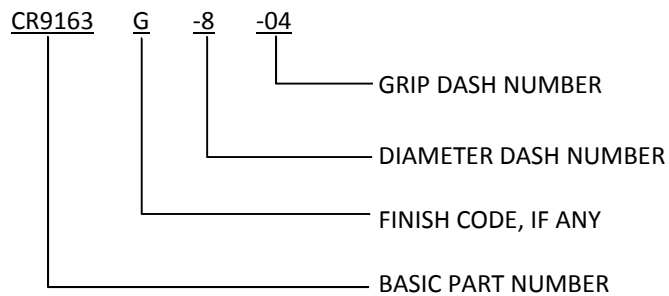 CR9163 G -8 -04
GRIP DASH NUMBER
DIAMETER DASH NUMBER
FINISH CODE, IF ANY
BASIC PART NUMBER